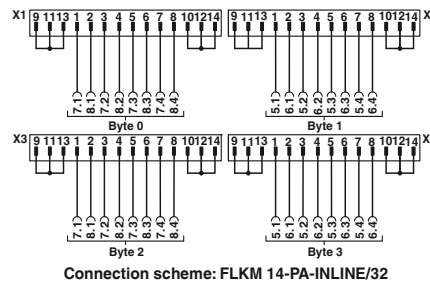 X1 9 11 13 1 2 3 4 5 6 7 8 10 12 14
9 11 13 1 2 3 4 5 6 7 8 10 12 14 X
7.1 8.1 7.2 8.2 7.3 8.3 7.4 8.4
5.1 6.1 5.2 6.2 5.3 6.3 5.4 6.4
Byte 0
Byte 1
X3 9 11 13 1 2 3 4 5 6 7 8 10 12 14
9 11 13 1 2 3 4 5 6 7 8 10 12 14 X
7.1 8.1 7.2 8.2 7.3 8.3 7.4 8.4
5.1 6.1 5.2 6.2 5.3 6.3 5.4 6.4
Byte 2
Byte 3
Connection scheme: FLKM 14-PA-INLINE/32